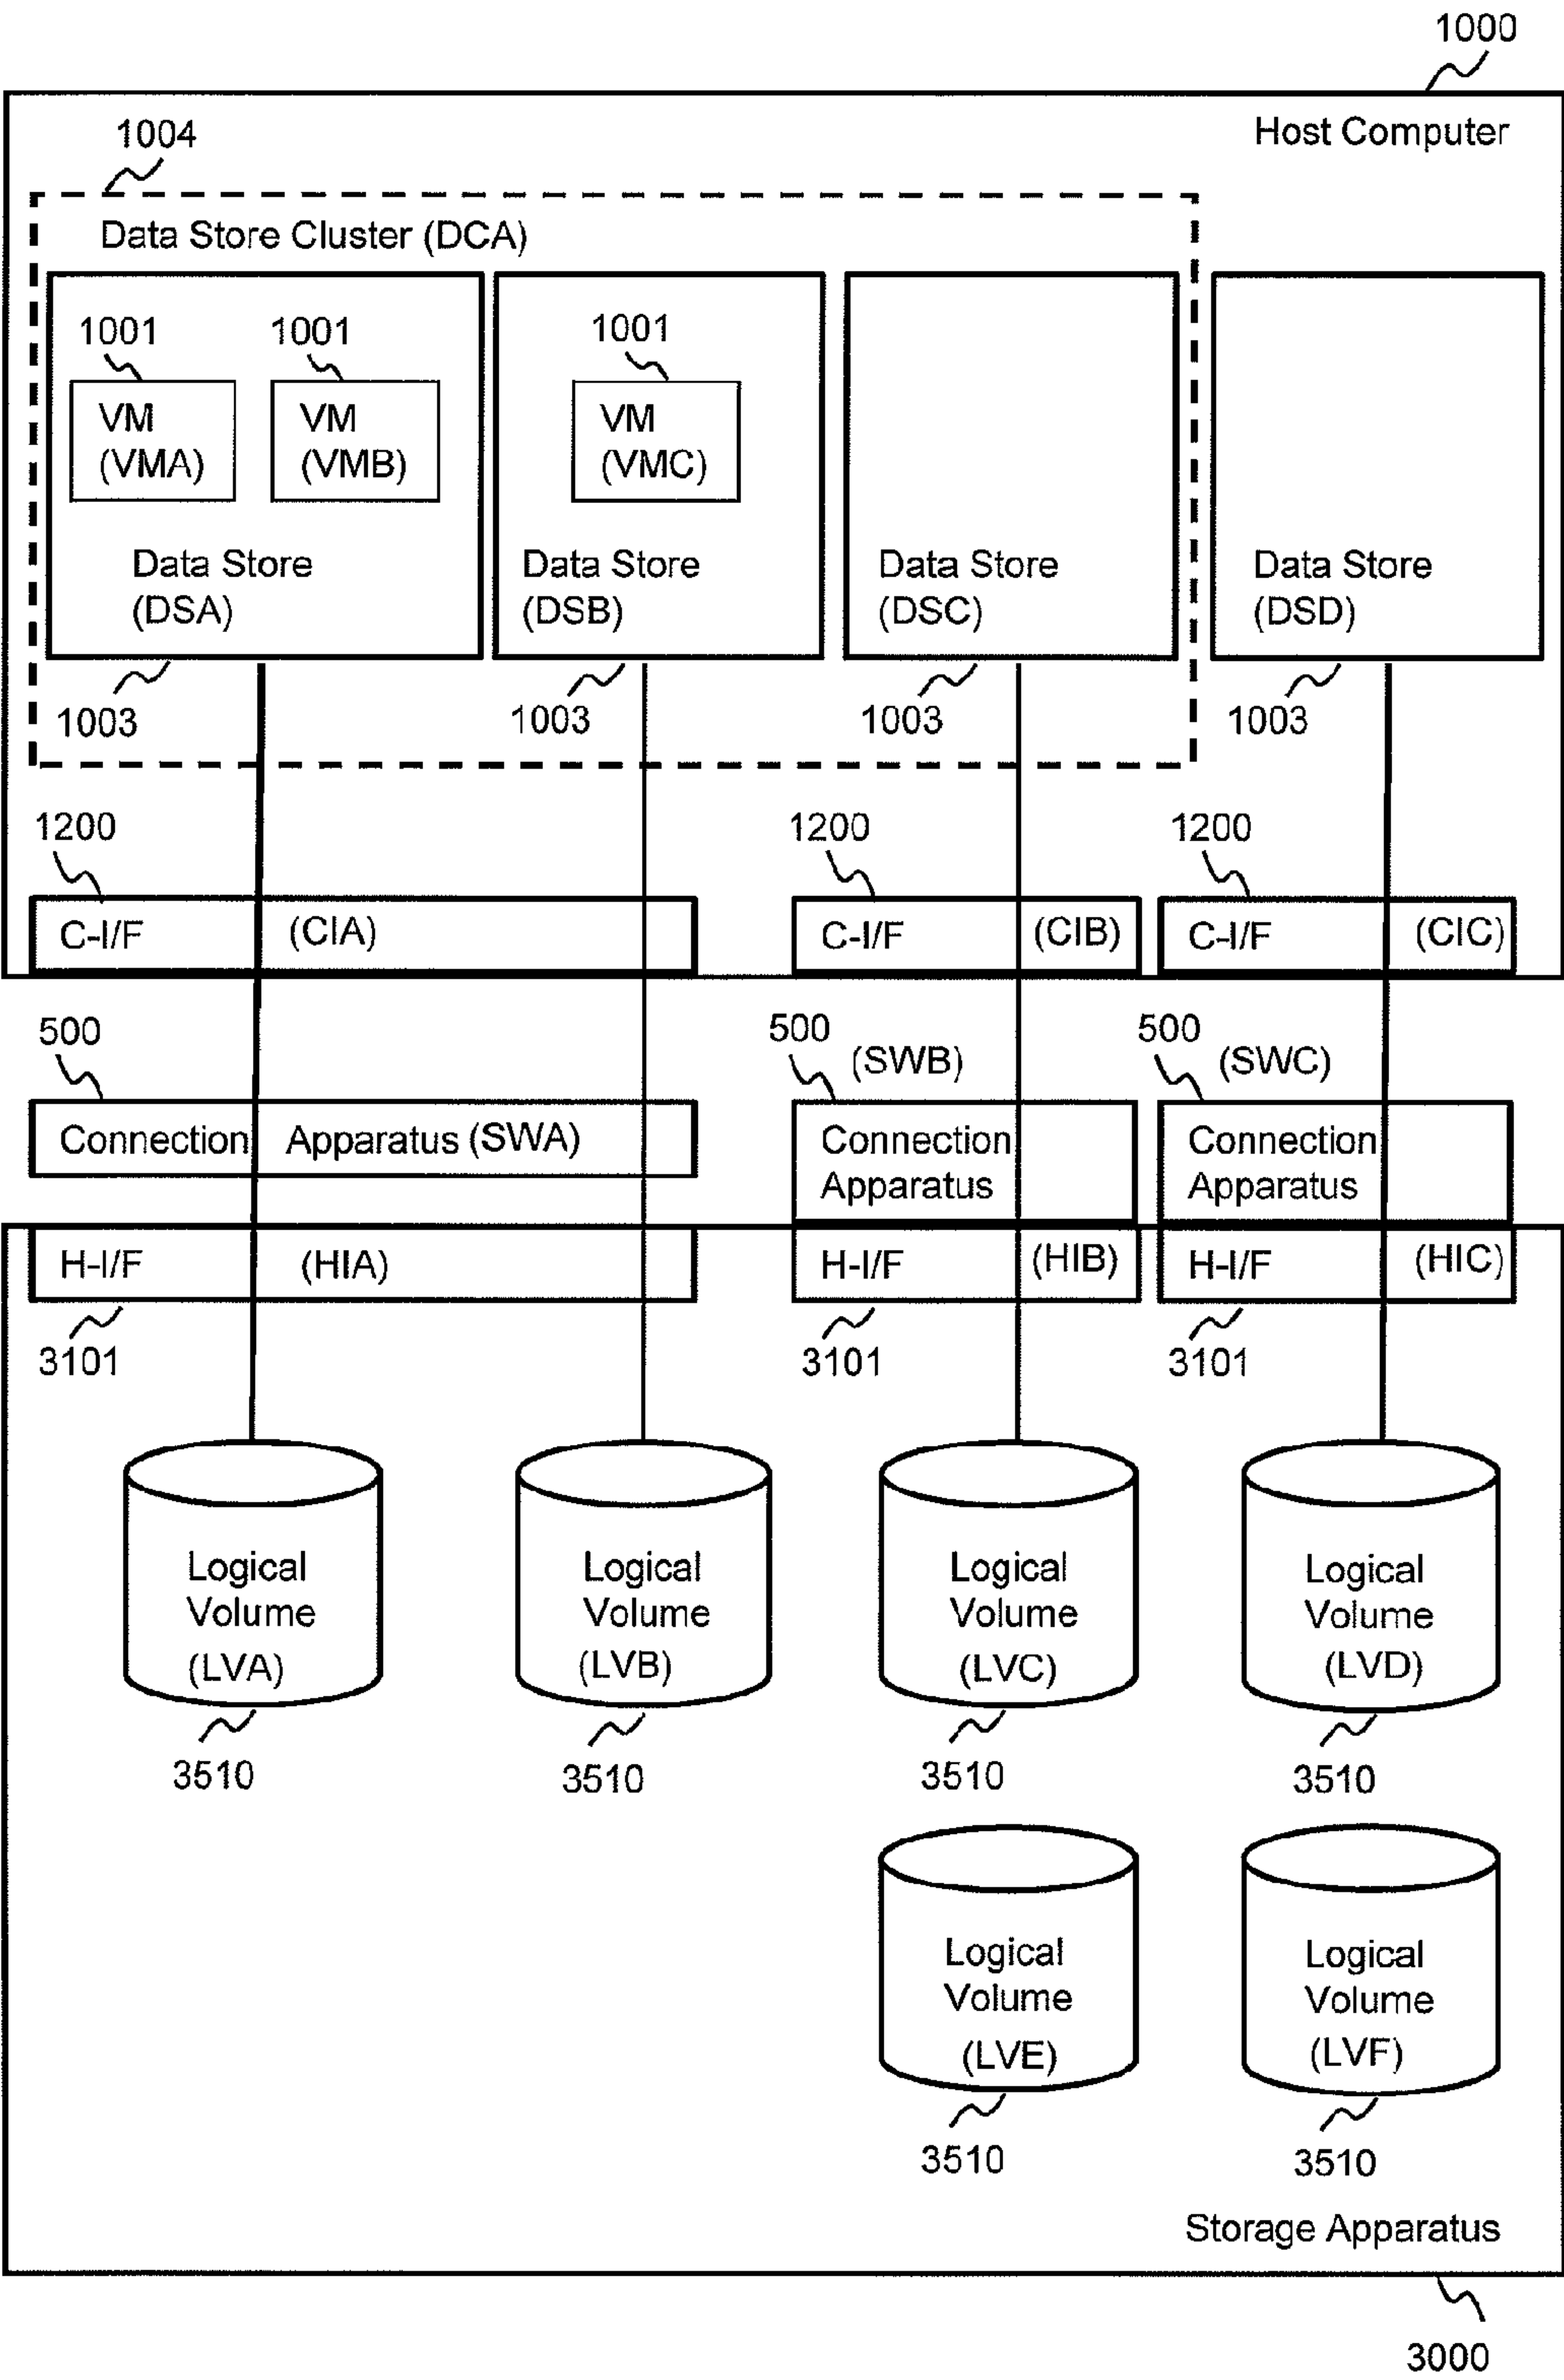 1000
Host Computer
1004
Data Store Cluster (DCA)
1001
1001
1001
VM
(VMA)
VM
(VMB)
VM
(VMC)
Data Store
(DSA)
Data Store
(DSB)
Data Store
(DSC)
Data Store
(DSD)
1003
1003
1003
1003
1200
1200
1200
C-I/F (CIA)
C-I/F (CIB)
C-I/F (CIC)
500
500
(SWB)
500
(SWC)
Connection Apparatus (SWA)
Connection
Apparatus
Connection
Apparatus
H-I/F (HIA)
H-I/F (HIB)
H-I/F (HIC)
3101
3101
3101
Logical
Volume
(LVA)
Logical
Volume
(LVB)
Logical
Volume
(LVC)
Logical
Volume
(LVD)
3510
3510
3510
3510
Logical
Volume
(LVE)
Logical
Volume
(LVF)
3510
3510
Storage Apparatus
3000